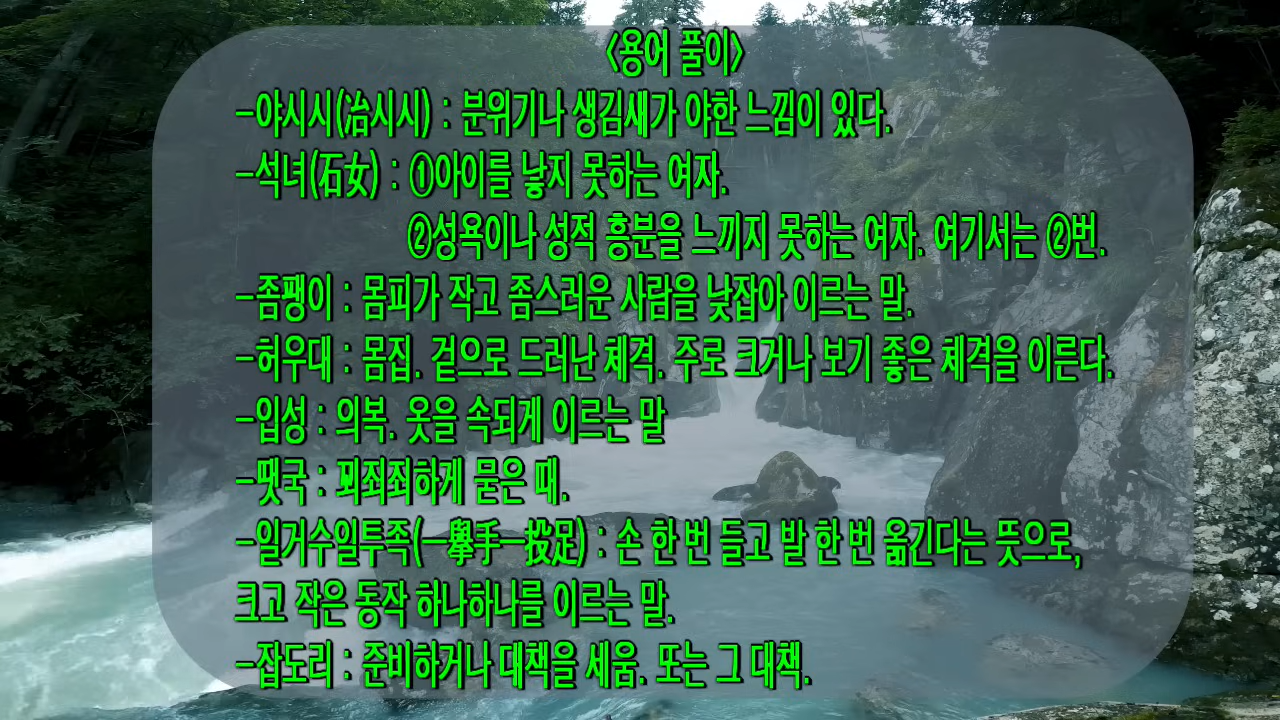 <용어 풀이>
-야시시(冶시시) : 분위기나 생김새가 야한 느낌이 있다.
-석녀(石女) : ①아이를 낳지 못하는 여자.
②성욕이나 성적 흥분을 느끼지 못하는 여자. 여기서는 ②번.
-좀팽이 : 몸피가 작고 좀스러운 사람을 낮잡아 이르는 말.
-허우대 : 몸집. 겉으로 드러난 체격. 주로 크거나 보기 좋은 체격을 이른다.
-입성 : 의복. 옷을 속되게 이르는 말
-땟국 : 꾀죄죄하게 묻은 때.
-일거수일투족(一擧手一投足) : 손 한 번 들고 발 한 번 옮긴다는 뜻으로,
크고 작은 동작 하나하나를 이르는 말.
-잡도리 : 준비하거나 대책을 세움. 또는 그 대책.